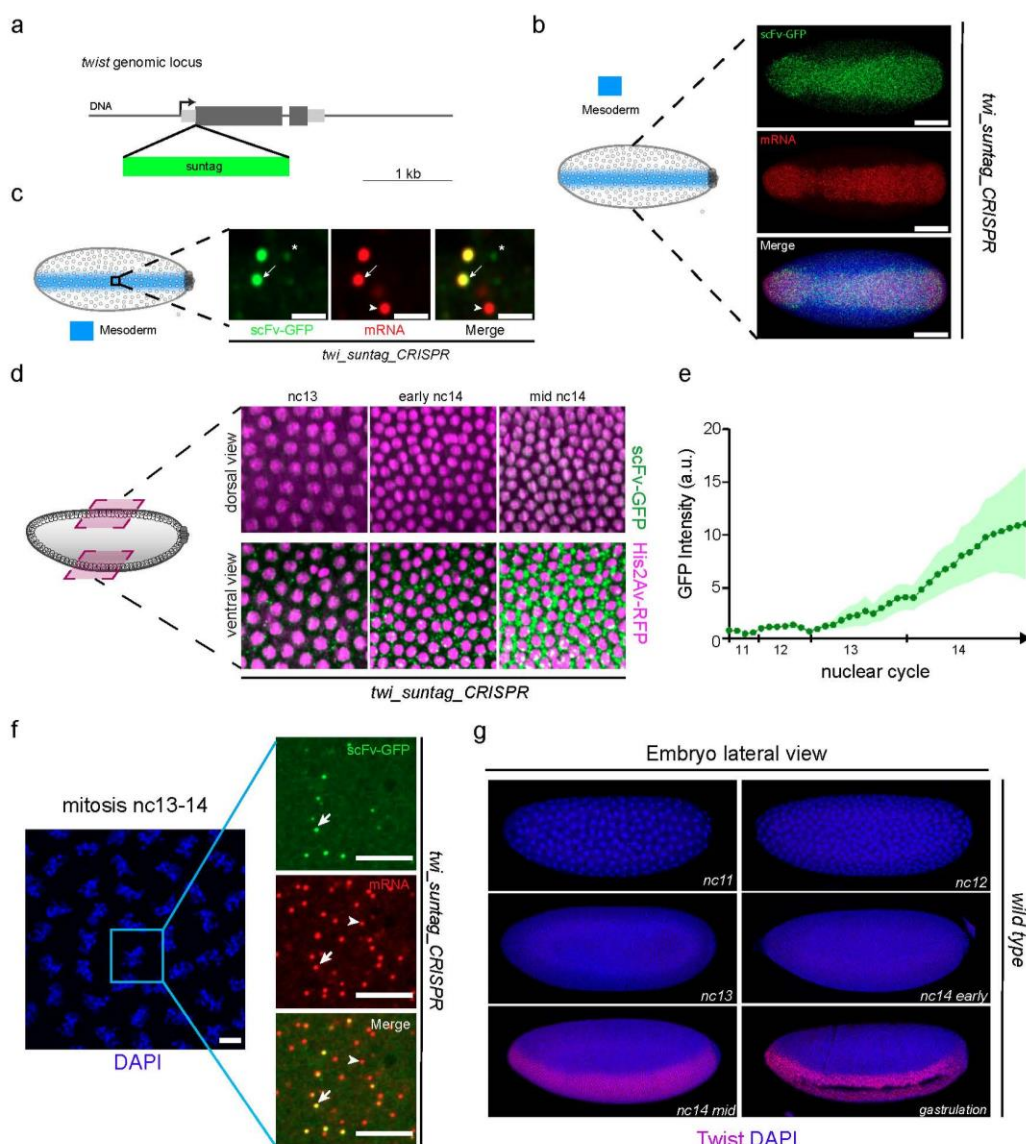 a
twist genomic locus
DNA
suntag
1 kb
b
Mesoderm
scFv-GFP
mRNA
Merge
twi_suntag_CRISPR
c
Mesoderm
*
*
scFv-GFP
mRNA
Merge
twi_suntag_CRISPR
d
nc13
early nc14
mid nc14
dorsal view
ventral view
scFv-GFP
His2Av-RFP
twi_suntag_CRISPR
e
GFP Intensity (a.u.)
20
15
10
5
0
11
12
13
14
nuclear cycle
f
mitosis nc13-14
DAPI
scFv-GFP
mRNA
Merge
twi_suntag_CRISPR
g
Embryo lateral view
nc11
nc12
nc13
nc14 early
nc14 mid
gastrulation
wild type
Twist DAPI